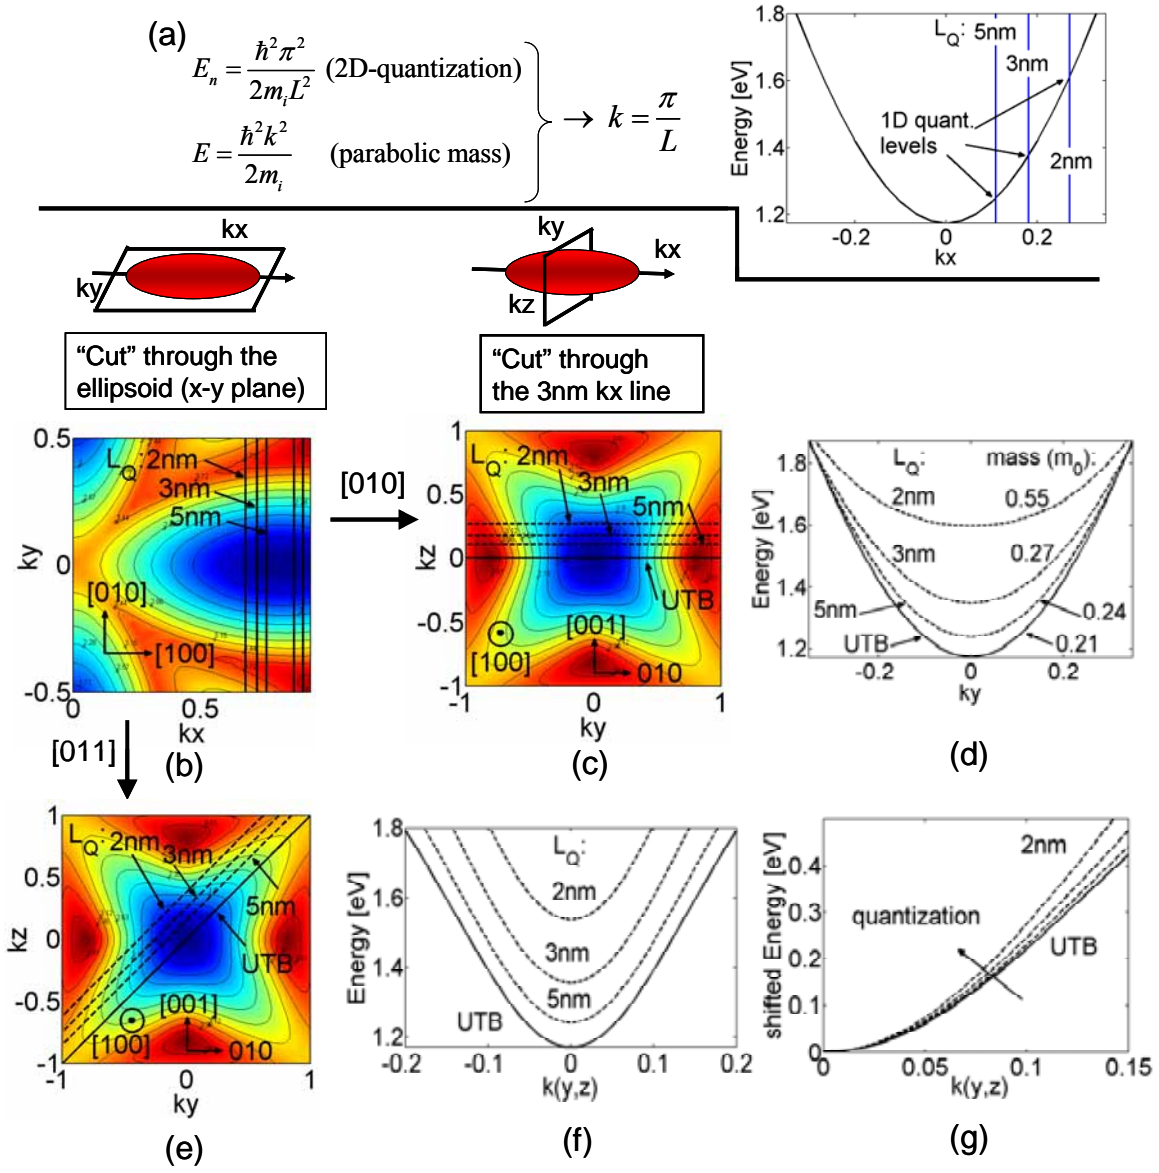 (a)
Eₙ = ħ²π² / 2mᵢL² (2D-quantization)
E = ħ²k² / 2mᵢ (parabolic mass)
→ k = π / L
1.8
1.6
1.4
1.2
Energy [eV]
L_Q: 5nm
3nm
1D quant.
levels
2nm
-0.2 0 0.2
kx
kx
ky
ky
kx
kz
"Cut" through the
ellipsoid (x-y plane)
"Cut" through
the 3nm kx line
0.5
0
-0.5
ky
L_Q: 2nm
3nm
5nm
[010]
[100]
0 0.5
kx
(b)
[010]
1
0.5
0
-0.5
-1
kz
L_Q: 2nm
3nm
5nm
UTB
[001]
[100]
010
-1 0 1
ky
(c)
1.8
1.6
1.4
1.2
Energy [eV]
L_Q: mass (m₀):
2nm 0.55
3nm 0.27
5nm 0.24
UTB 0.21
-0.2 0 0.2
ky
(d)
[011]
1
0.5
0
-0.5
-1
kz
L_Q: 2nm
3nm
5nm
UTB
[001]
[100]
010
-1 0 1
ky
(e)
1.8
1.6
1.4
1.2
Energy [eV]
L_Q:
2nm
3nm
5nm
UTB
-0.2 -0.1 0 0.1 0.2
k(y,z)
(f)
0.4
0.3
0.2
0.1
0
shifted Energy [eV]
2nm
quantization
UTB
0 0.05 0.1 0.15
k(y,z)
(g)